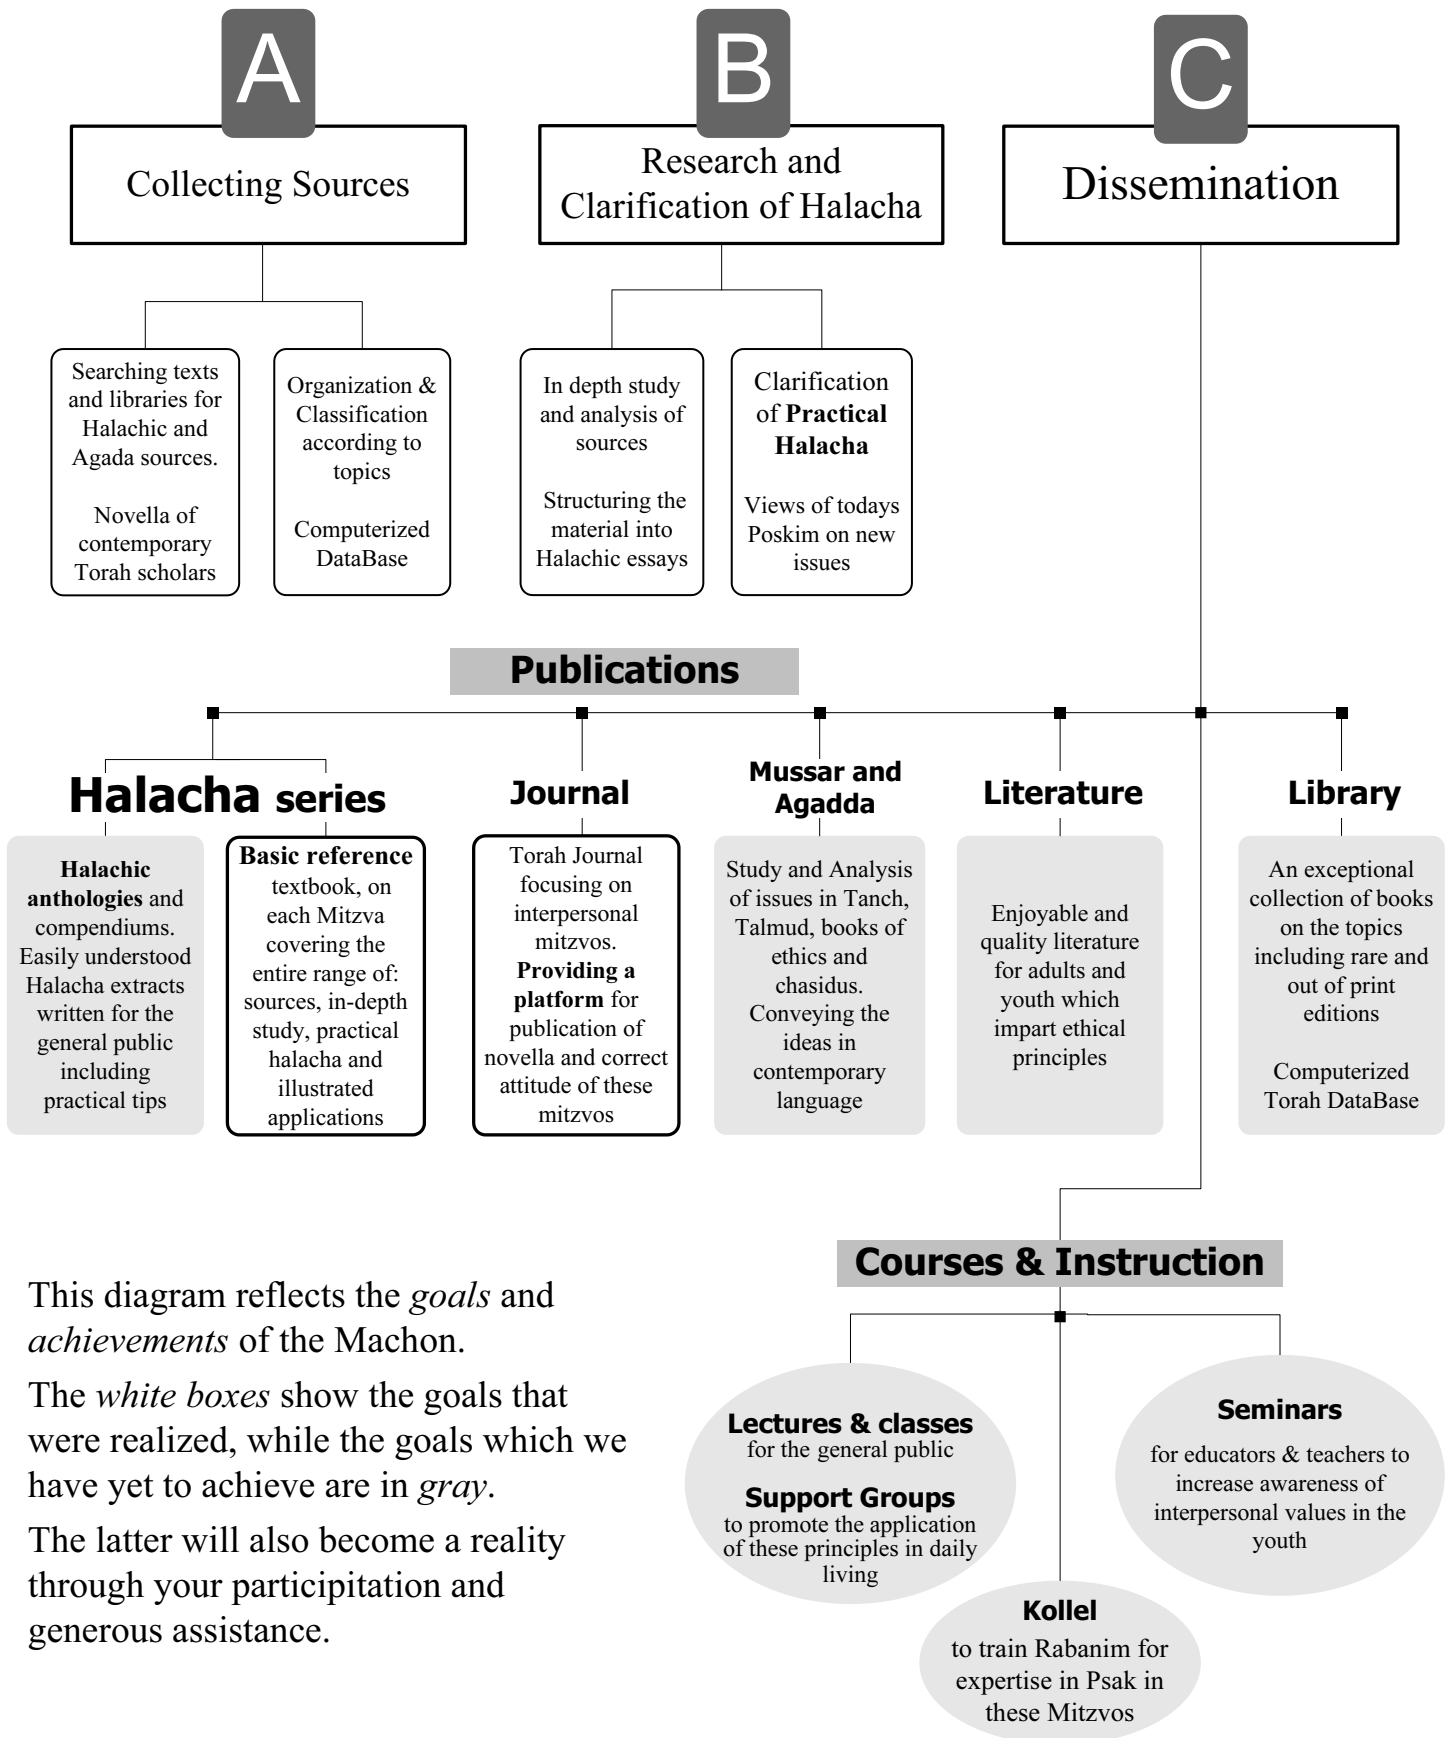 A
Collecting Sources
B
Research and
Clarification of Halacha
C
Dissemination
Searching texts
and libraries for
Halachic and
Agada sources.
Novella of
contemporary
Torah scholars
Organization &
Classification
according to
topics
Computerized
DataBase
In depth study
and analysis of
sources
Structuring the
material into
Halachic essays
Clarification
of Practical
Halacha
Views of todays
Poskim on new
issues
Publications
Halacha series
Halachic
anthologies and
compendiums.
Easily understood
Halacha extracts
written for the
general public
including
practical tips
Basic reference
textbook, on
each Mitzva
covering the
entire range of:
sources, in-depth
study, practical
halacha and
illustrated
applications
Journal
Torah Journal
focusing on
interpersonal
mitzvos.
Providing a
platform for
publication of
novella and correct
attitude of these
mitzvos
Mussar and
Agadda
Study and Analysis
of issues in Tanch,
Talmud, books of
ethics and
chasidus.
Conveying the
ideas in
contemporary
language
Literature
Enjoyable and
quality literature
for adults and
youth which
impart ethical
principles
Library
An exceptional
collection of books
on the topics
including rare and
out of print
editions
Computerized
Torah DataBase
Courses & Instruction
Lectures & classes
for the general public
Support Groups
to promote the application
of these principles in daily
living
Kollel
to train Rabanim for
expertise in Psak in
these Mitzvos
Seminars
for educators & teachers to
increase awareness of
interpersonal values in the
youth
This diagram reflects the goals and
achievements of the Machon.
The white boxes show the goals that
were realized, while the goals which we
have yet to achieve are in gray.
The latter will also become a reality
through your participitation and
generous assistance.